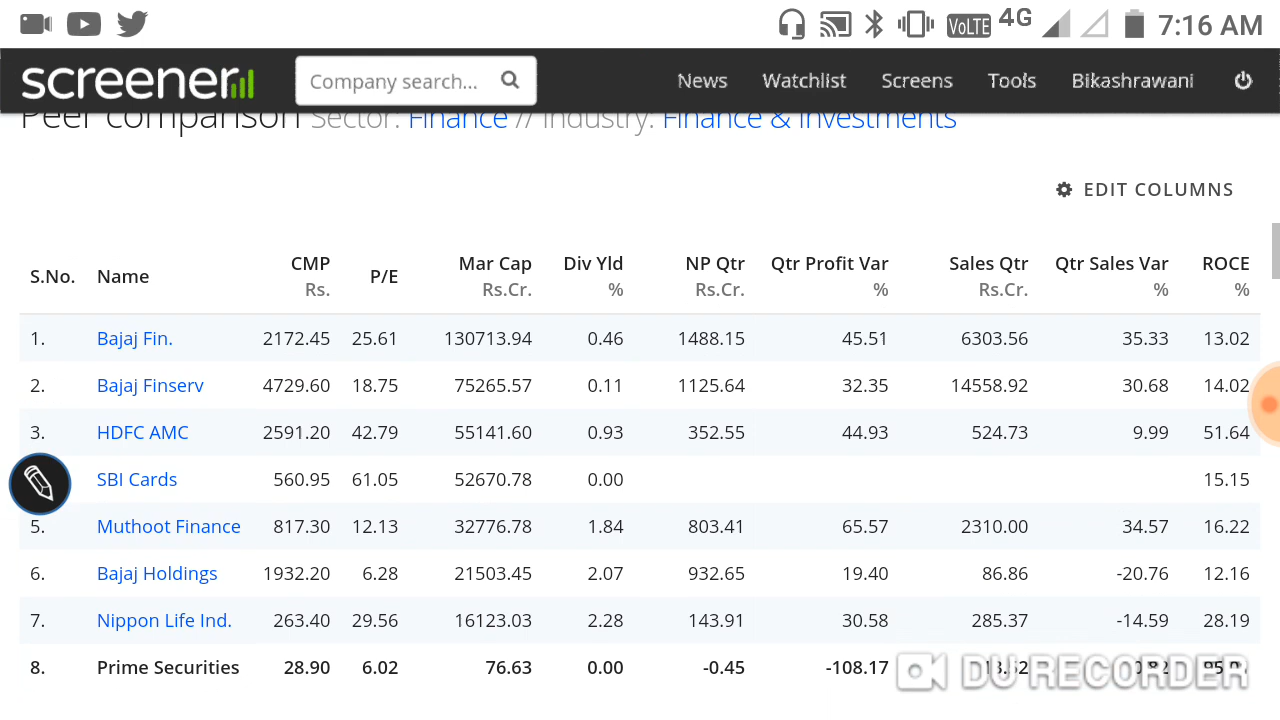 VoLTE 4G 7:16 AM
screener Company search... News Watchlist Screens Tools Bikashrawani
Peer comparison Sector: Finance // Industry: Finance & Investments
EDIT COLUMNS
S.No. Name CMP Rs. P/E Mar Cap Rs.Cr. Div Yld % NP Qtr Rs.Cr. Qtr Profit Var % Sales Qtr Rs.Cr. Qtr Sales Var % ROCE %
1. Bajaj Fin. 2172.45 25.61 130713.94 0.46 1488.15 45.51 6303.56 35.33 13.02
2. Bajaj Finserv 4729.60 18.75 75265.57 0.11 1125.64 32.35 14558.92 30.68 14.02
3. HDFC AMC 2591.20 42.79 55141.60 0.93 352.55 44.93 524.73 9.99 51.64
SBI Cards 560.95 61.05 52670.78 0.00 15.15
5. Muthoot Finance 817.30 12.13 32776.78 1.84 803.41 65.57 2310.00 34.57 16.22
6. Bajaj Holdings 1932.20 6.28 21503.45 2.07 932.65 19.40 86.86 -20.76 12.16
7. Nippon Life Ind. 263.40 29.56 16123.03 2.28 143.91 30.58 285.37 -14.59 28.19
8. Prime Securities 28.90 6.02 76.63 0.00 -0.45 -108.17
DU RECORDER